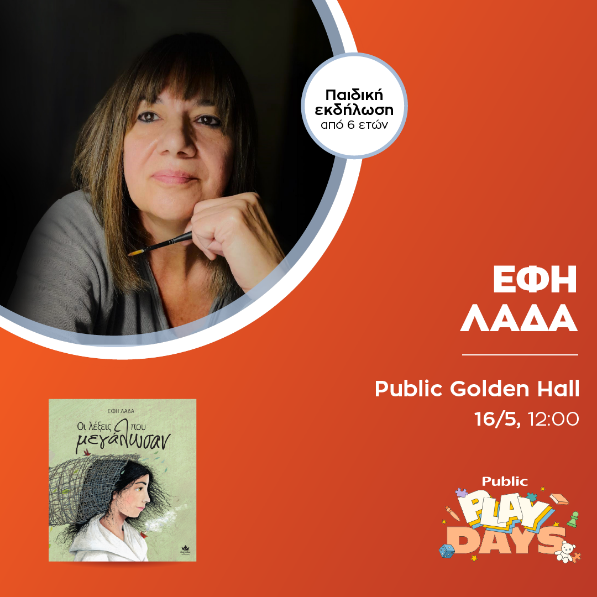 Παιδική
εκδήλωση
από 6 ετών
ΕΦΗ
ΛΑΔΑ
Public Golden Hall
16/5, 12:00
ΕΦΗ ΛΑΔΑ
Οι λέξεις που
μεγάλωσαν
Public
PLAY
DAYS